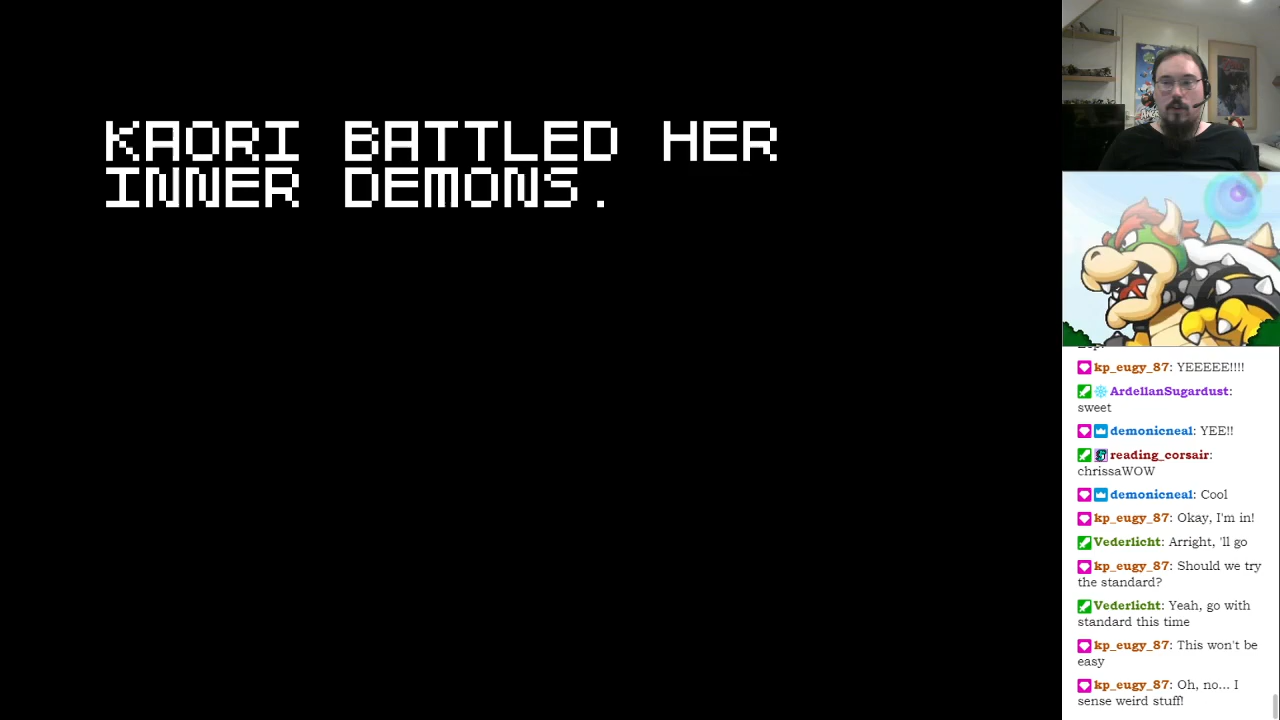 KAORI BATTLED HER
INNER DEMONS.
kp_eugy_87: YEEEEE!!!!
ArdellanSugardust:
sweet
demonicneal: YEE!!
reading_corsair:
chrissaWOW
demonicneal: Cool
kp_eugy_87: Okay, I'm in!
Vederlicht: Arright, 'll go
kp_eugy_87: Should we try
the standard?
Vederlicht: Yeah, go with
standard this time
kp_eugy_87: This won't be
easy
kp_eugy_87: Oh, no... I
sense weird stuff!